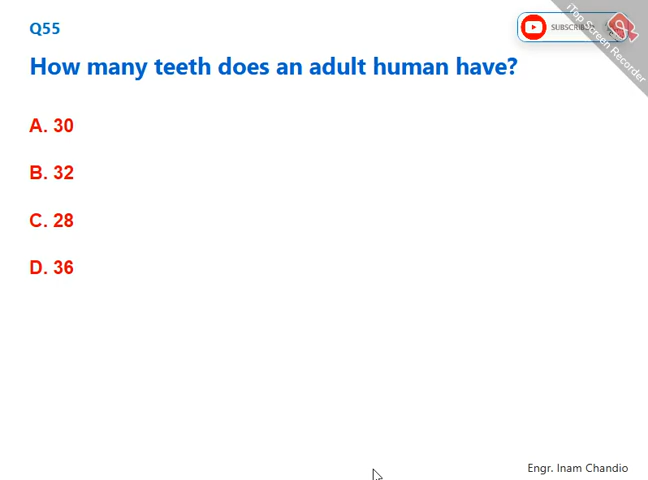 Q55
SUBSCRIBE
iTop Screen Recorder
How many teeth does an adult human have?
A. 30
B. 32
C. 28
D. 36
Engr. Inam Chandio